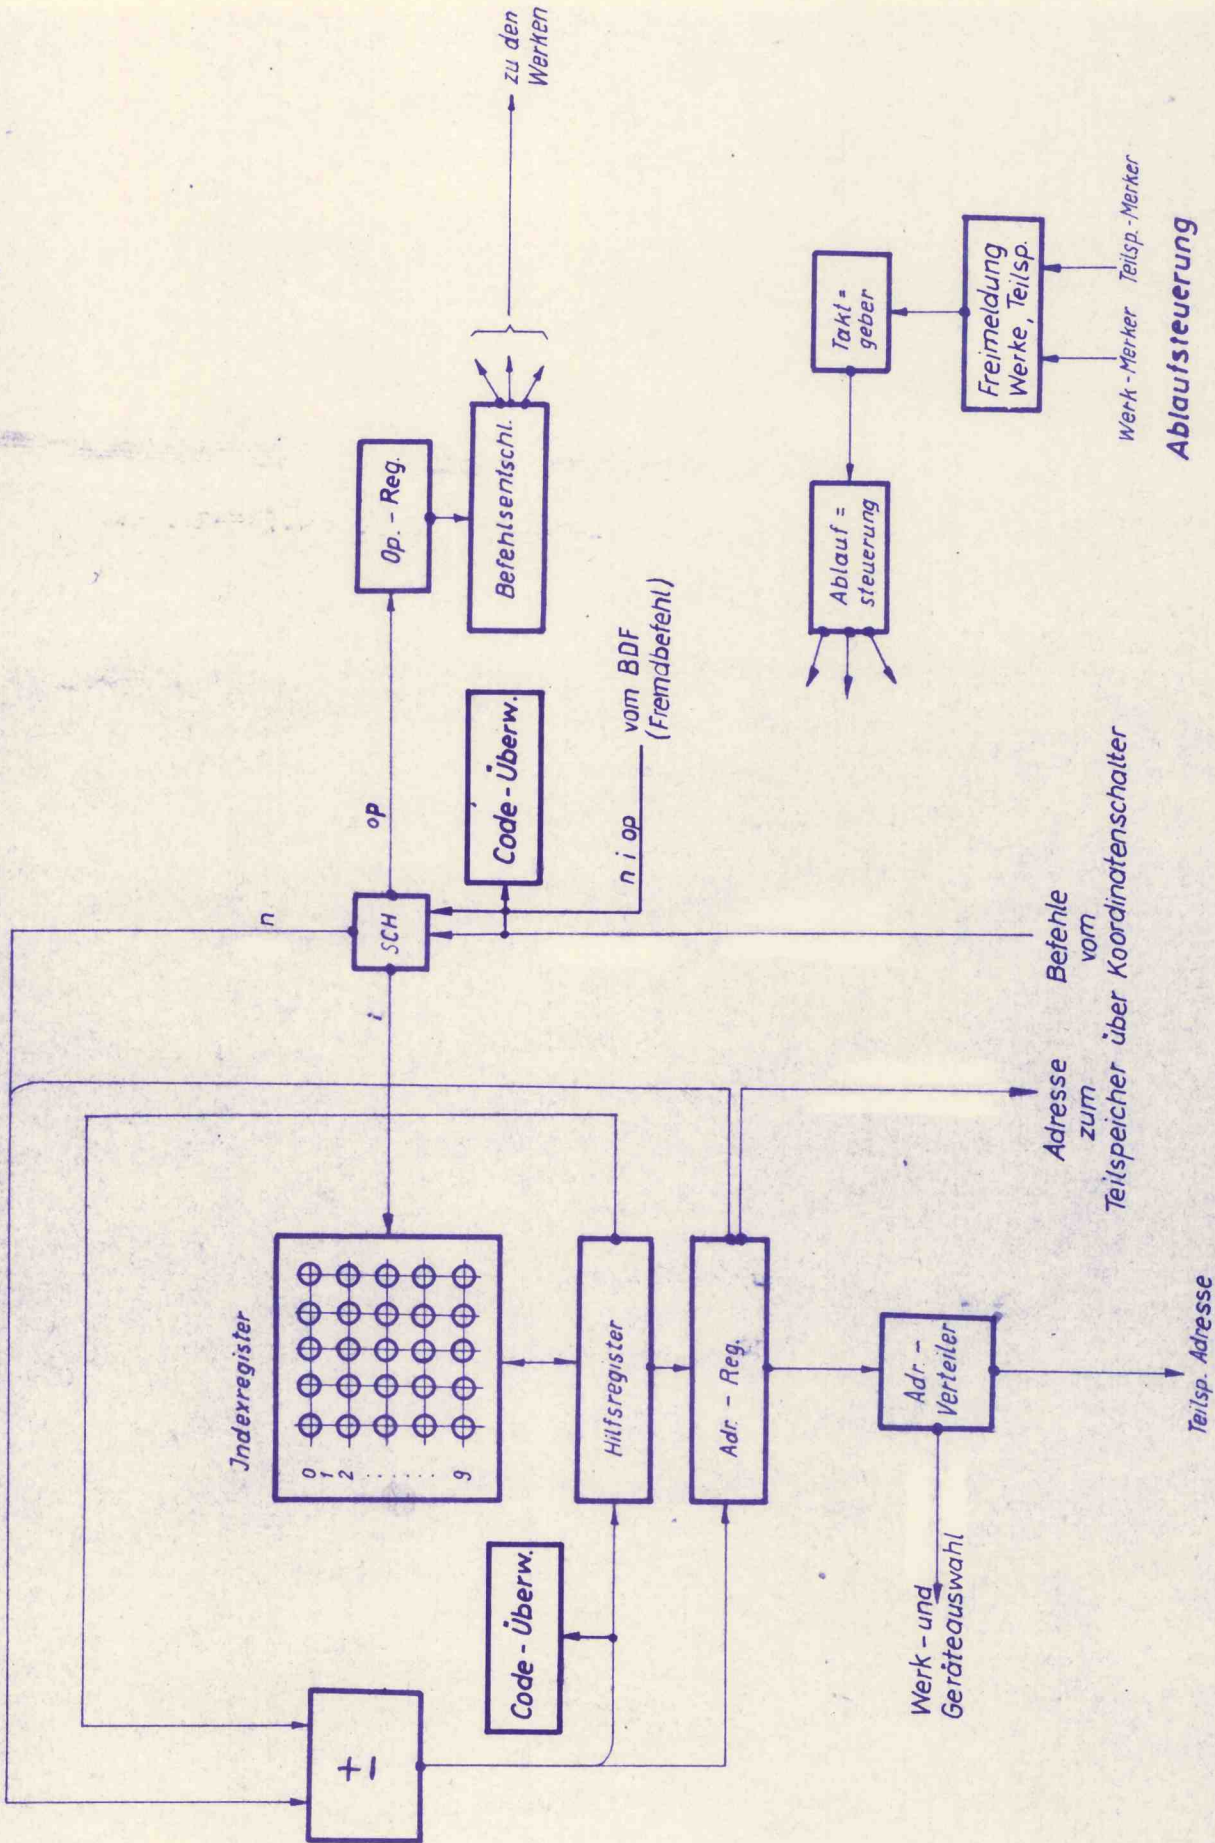 zu den
Werken
Op. - Reg.
Befehlsentschl.
op
n
SCH
i
Code - Überw.
n i op
vom BDF
(Fremdbefehl)
Indexregister
0
1
2
. . . . . .
9
Hilfsregister
Adr. - Reg.
Adr. -
Verteiler
Teilsp. Adresse
Werk - und
Geräteauswahl
Code - Überw.
+
-
Adresse Befehle
zum vom
Teilspeicher über Koordinatenschalter
Takt=
geber
Ablauf =
steuerung
Freimeldung
Werke, Teilsp.
Werk-Merker Teilsp.-Merker
Ablaufsteuerung